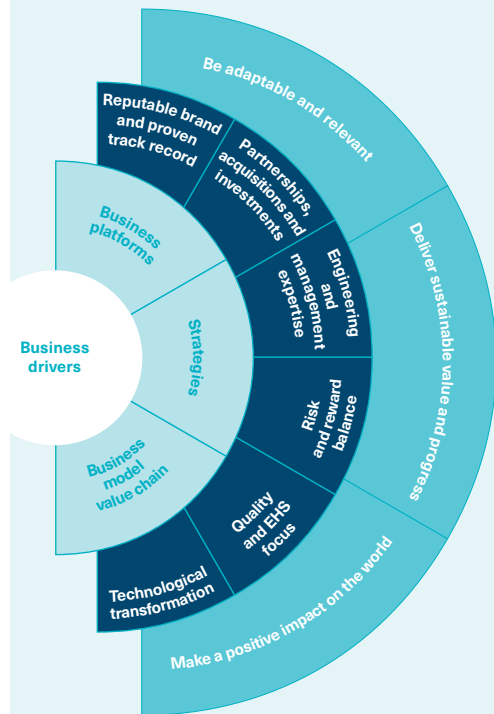 Business
drivers
Business
platforms
Strategies
Business
model
value chain
Reputable brand
and proven
track record
Partnerships,
acquisitions and
investments
Engineering
and
management
expertise
Risk
and reward
balance
Quality
and EHS
focus
Technological
transformation
Be adaptable and relevant
Deliver sustainable value and progress
Make a positive impact on the world